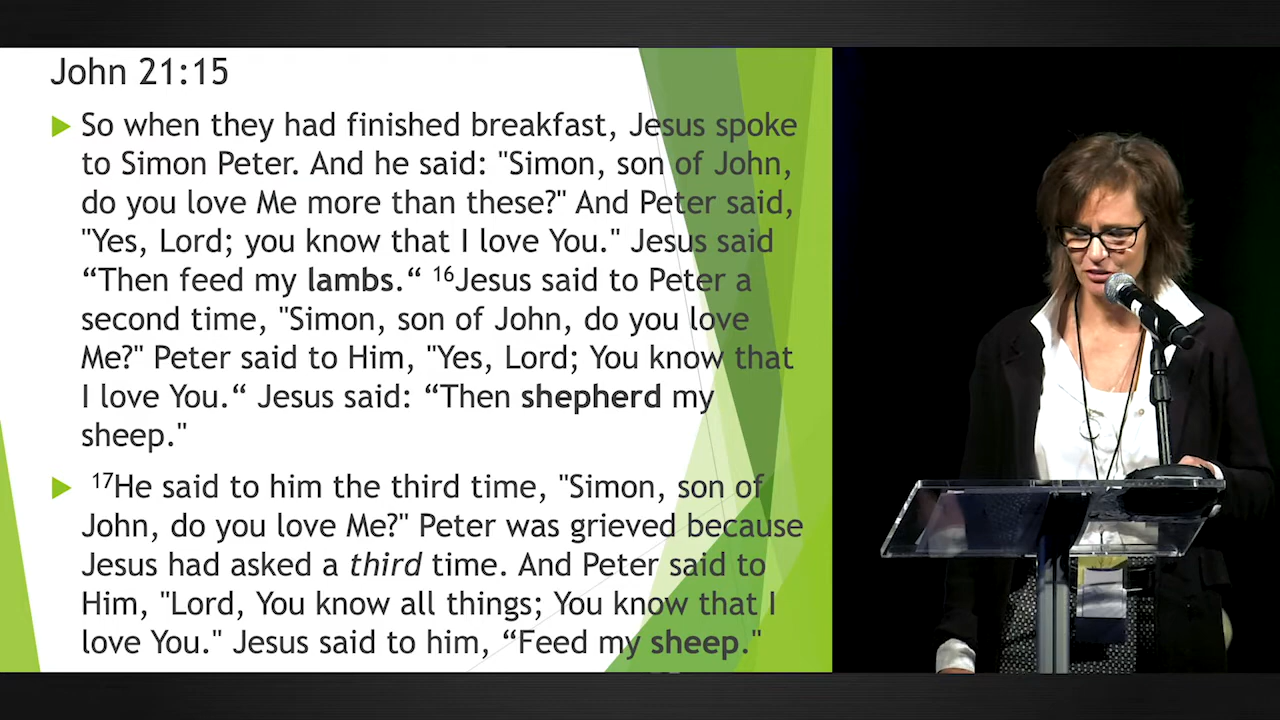 John 21:15
So when they had finished breakfast, Jesus spoke
to Simon Peter. And he said: "Simon, son of John,
do you love Me more than these?" And Peter said,
"Yes, Lord; you know that I love You." Jesus said
“Then feed my lambs.“ 16Jesus said to Peter a
second time, "Simon, son of John, do you love
Me?" Peter said to Him, "Yes, Lord; You know that
I love You.“ Jesus said: “Then shepherd my
sheep."
17He said to him the third time, "Simon, son of
John, do you love Me?" Peter was grieved because
Jesus had asked a third time. And Peter said to
Him, "Lord, You know all things; You know that I
love You." Jesus said to him, “Feed my sheep."